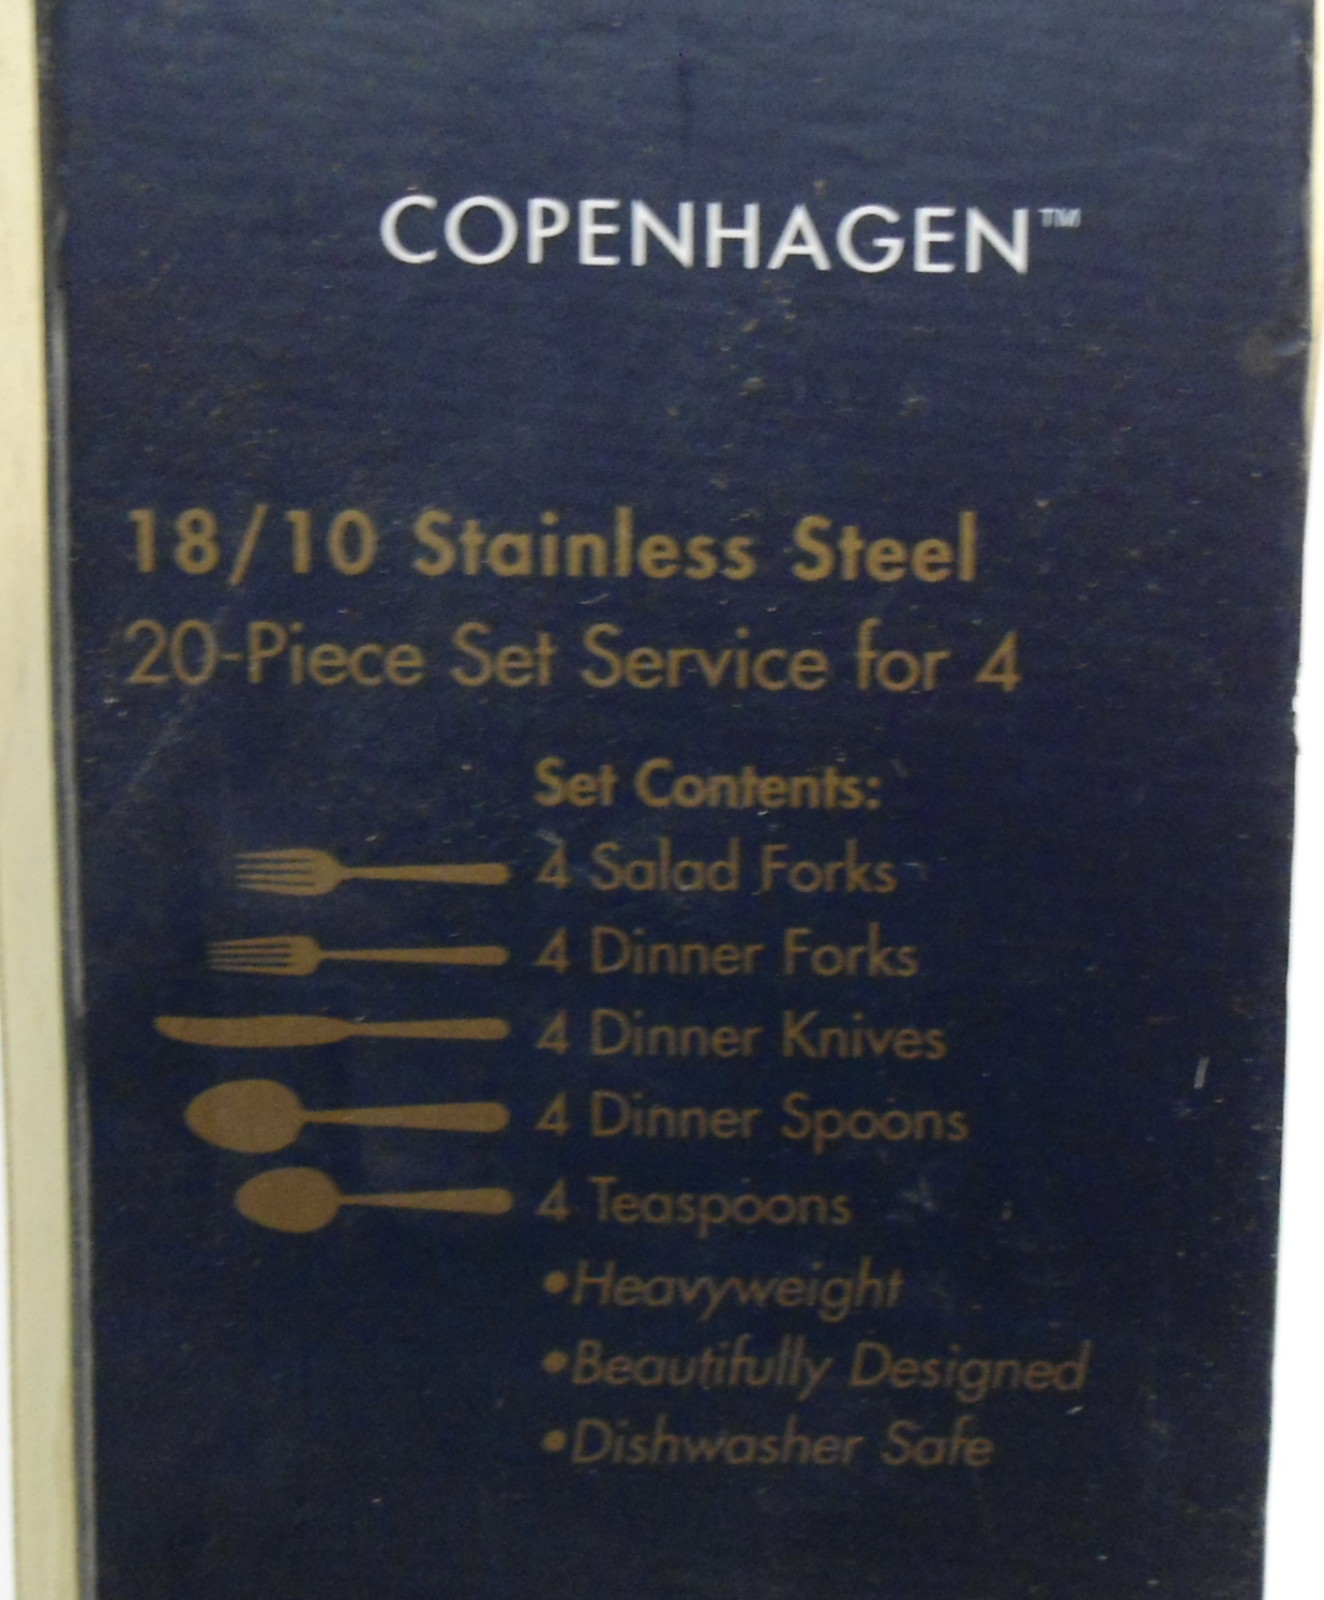 COPENHAGEN™
18/10 Stainless Steel
20-Piece Set Service for 4
Set Contents:
4 Salad Forks
4 Dinner Forks
4 Dinner Knives
4 Dinner Spoons
4 Teaspoons
•Heavyweight
•Beautifully Designed
•Dishwasher Safe